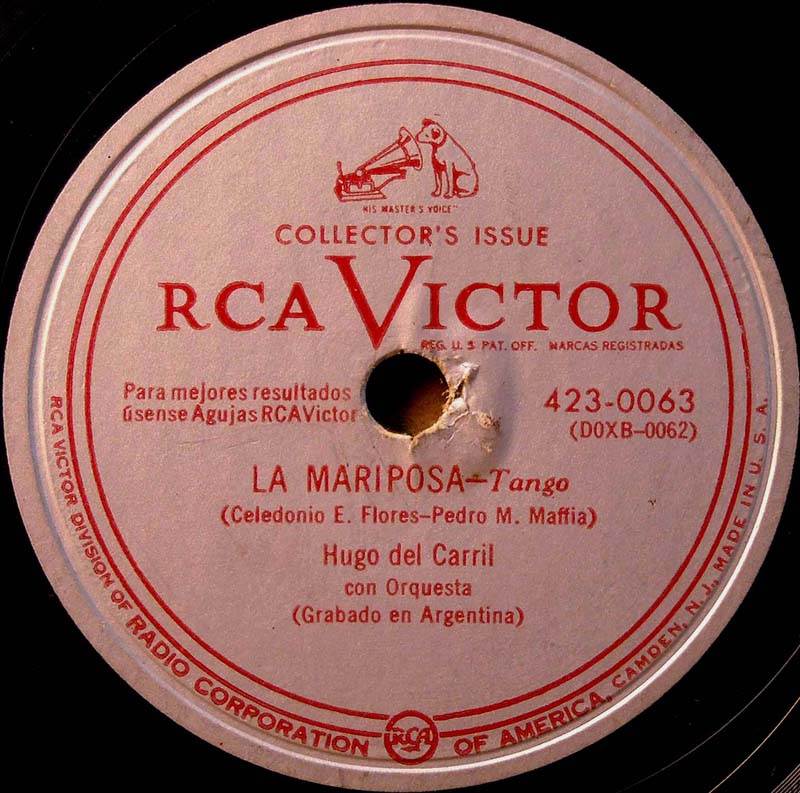 "HIS MASTER'S VOICE"
COLLECTOR'S ISSUE
RCA VICTOR
REG. U. S. PAT. OFF. MARCAS REGISTRADAS
Para mejores resultados
úsense Agujas RCA Victor
423-0063
(D0XB-0062)
LA MARIPOSA—Tango
(Celedonio E. Flores-Pedro M. Maffia)
Hugo del Carril
con Orquesta
(Grabado en Argentina)
RCA VICTOR DIVISION OF RADIO CORPORATION RCA OF AMERICA, CAMDEN, N. J., MADE IN U. S. A.